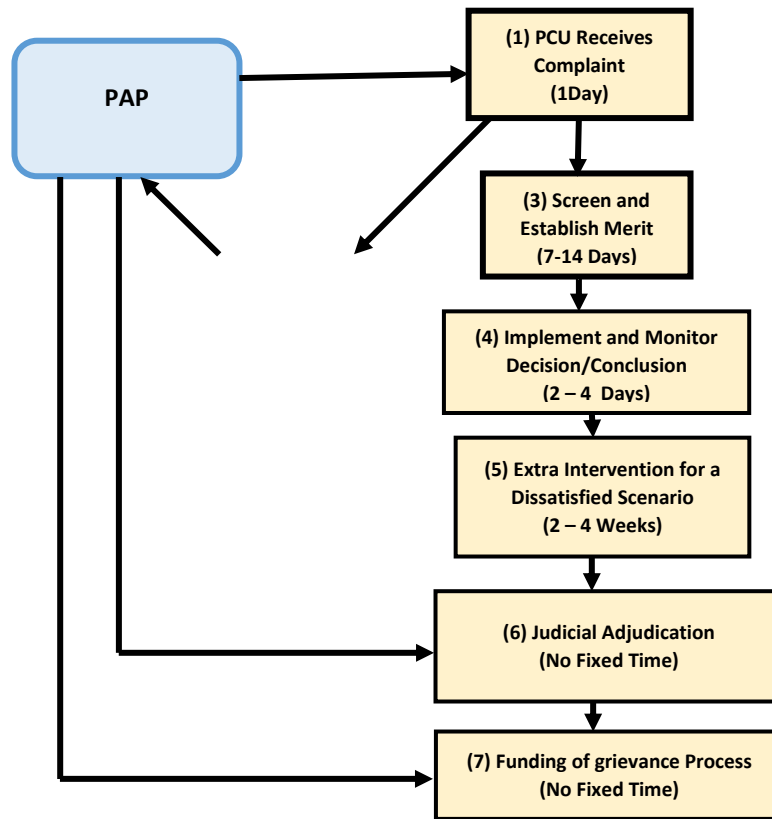 PAP
(1) PCU Receives
Complaint
(1Day)
(3) Screen and
Establish Merit
(7-14 Days)
(4) Implement and Monitor
Decision/Conclusion
(2 – 4 Days)
(5) Extra Intervention for a
Dissatisfied Scenario
(2 – 4 Weeks)
(6) Judicial Adjudication
(No Fixed Time)
(7) Funding of grievance Process
(No Fixed Time)